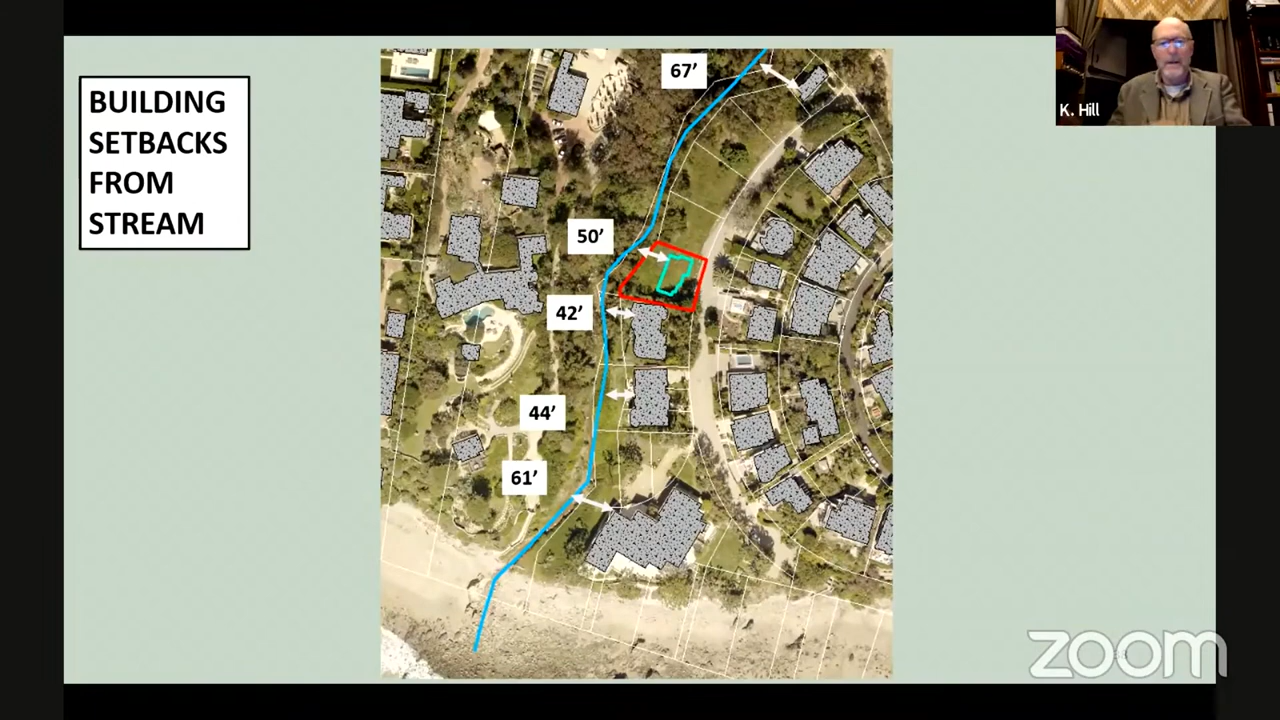 BUILDING
SETBACKS
FROM
STREAM
67’
50’
42’
44’
61’
K. Hill
zoom